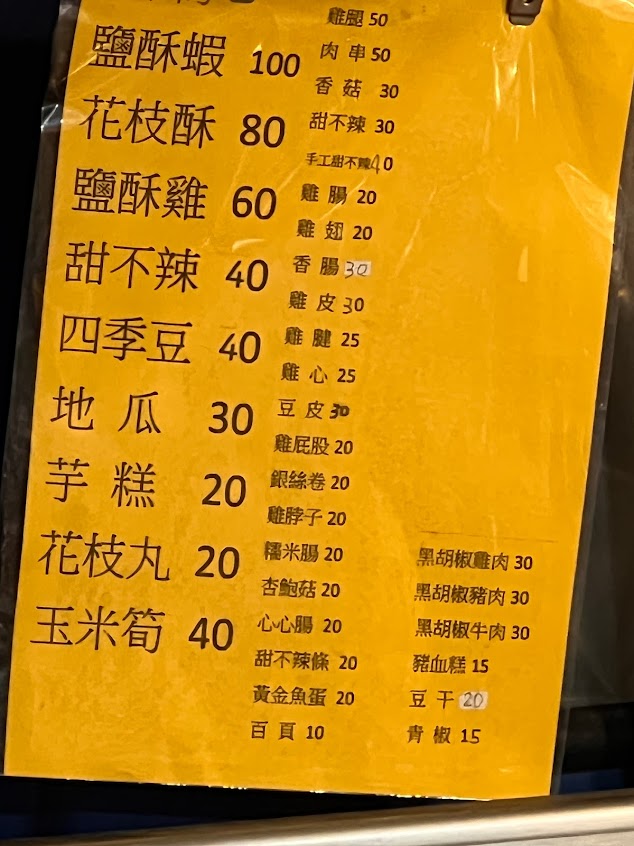 鹽酥蝦 100
花枝酥 80
鹽酥雞 60
甜不辣 40
四季豆 40
地瓜 30
芋糕 20
花枝丸 20
玉米筍 40
雞腿 50
肉串 50
香菇 30
甜不辣 30
手工甜不辣 40
雞腸 20
雞翅 20
香腸 30
雞皮 30
雞腱 25
雞心 25
豆皮 30
雞屁股 20
銀絲卷 20
雞脖子 20
糯米腸 20
杏鮑菇 20
心心腸 20
甜不辣條 20
黃金魚蛋 20
百頁 10
黑胡椒雞肉 30
黑胡椒豬肉 30
黑胡椒牛肉 30
豬血糕 15
豆干 20
青椒 15